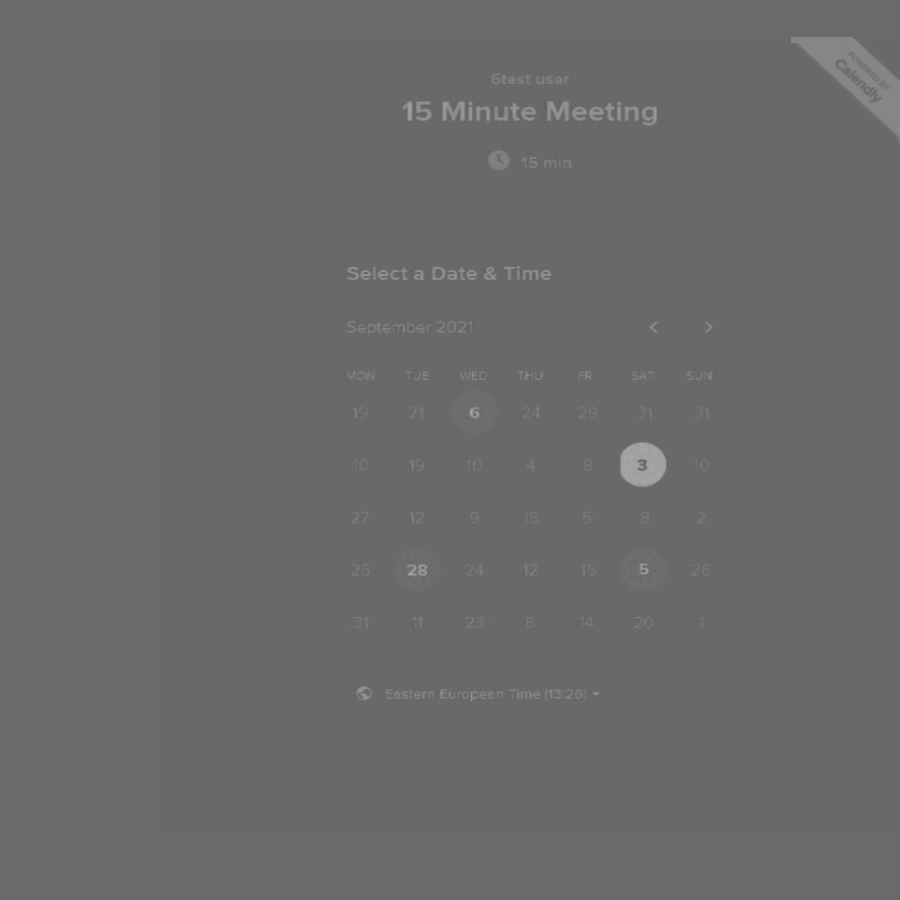 POWERED BY
Calendly
6test user
15 Minute Meeting
15 min
Select a Date & Time
September 2021
MON TUE WED THU FRI SAT SUN
19 21 6 24 29 31 31
10 19 10 4 8 3 10
27 12 9 15 5 8 2
25 28 24 12 16 5 26
31 11 23 6 14 20 1
Eastern European Time (13:26)